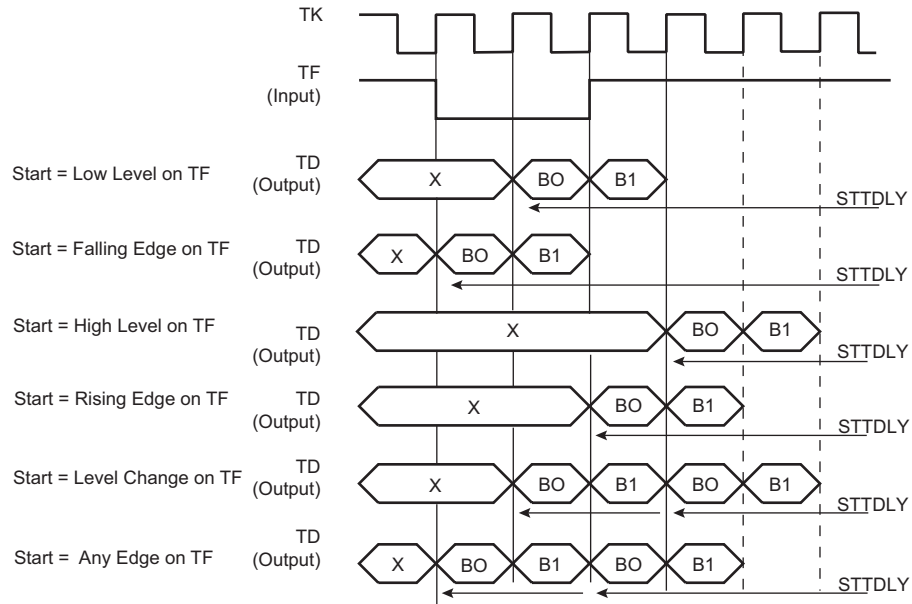 TK
TF
(Input)
Start = Low Level on TF
TD
(Output)
X
BO
B1
STTDLY
Start = Falling Edge on TF
TD
(Output)
X
BO
B1
STTDLY
Start = High Level on TF
TD
(Output)
X
BO
B1
STTDLY
Start = Rising Edge on TF
TD
(Output)
X
BO
B1
STTDLY
Start = Level Change on TF
TD
(Output)
X
BO
B1
BO
B1
STTDLY
Start = Any Edge on TF
TD
(Output)
X
BO
B1
BO
B1
STTDLY